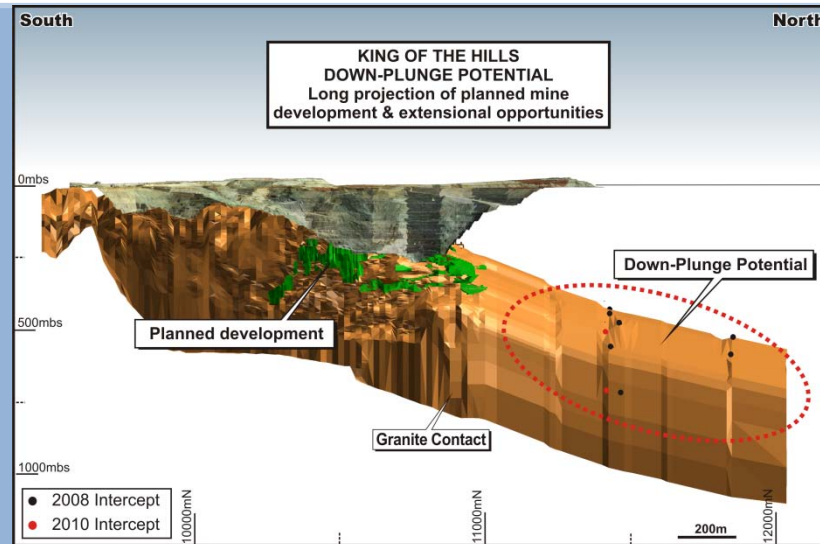 South
North
KING OF THE HILLS
DOWN-PLUNGE POTENTIAL
Long projection of planned mine
development & extensional opportunities
0mbs
Down-Plunge Potential
500mbs
Planned development
Granite Contact
1000mbs
2008 Intercept
2010 Intercept
10000mN
11000mN
200m
12000mN